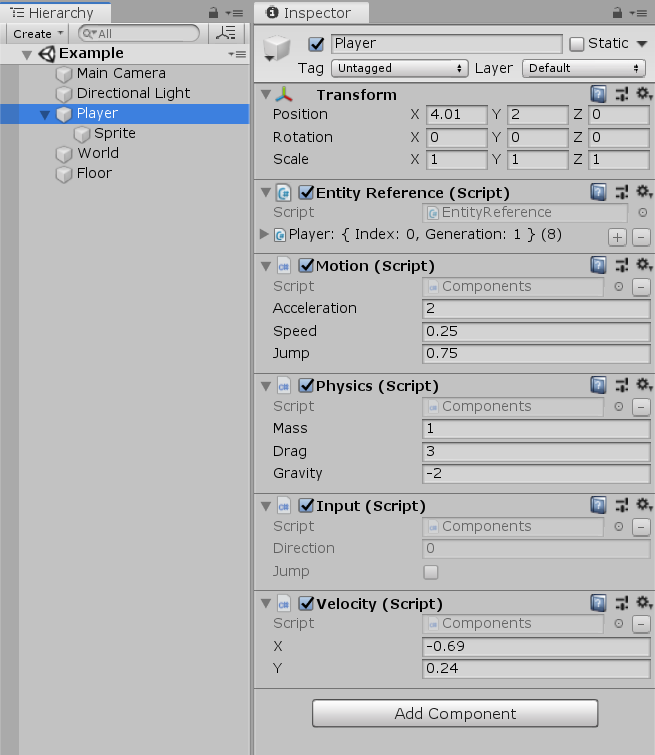 Hierarchy
Create
All
Example
Main Camera
Directional Light
Player
Sprite
World
Floor
Inspector
Player Static
Tag Untagged Layer Default
Transform
Position X 4.01 Y 2 Z 0
Rotation X 0 Y 0 Z 0
Scale X 1 Y 1 Z 1
Entity Reference (Script)
Script EntityReference
Player: { Index: 0, Generation: 1 } (8)
Motion (Script)
Script Components
Acceleration 2
Speed 0.25
Jump 0.75
Physics (Script)
Script Components
Mass 1
Drag 3
Gravity -2
Input (Script)
Script Components
Direction 0
Jump
Velocity (Script)
Script Components
X -0.69
Y 0.24
Add Component